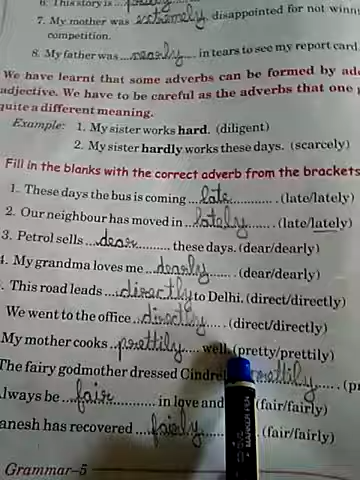 6. This story is
7. My mother was extremely disappointed for not winn
competition.
8. My father was ... nearly ... in tears to see my report card
We have learnt that some adverbs can be formed by add
adjective. We have to be careful as the adverbs that one
quite a different meaning.
Example: 1. My sister works hard. (diligent)
2. My sister hardly works these days. (scarcely)
Fill in the blanks with the correct adverb from the brackets
1. These days the bus is coming ... late ... (late/lately)
2. Our neighbour has moved in ... lately ... (late/lately)
3. Petrol sells ... dear ... these days. (dear/dearly)
4. My grandma loves me ... dearly ... (dear/dearly)
. This road leads ... directly to Delhi. (direct/directly)
We went to the office ... directly ... (direct/directly)
My mother cooks ... prettily ... well. (pretty/prettily)
The fairy godmother dressed Cindrel prettily ... (pr
lways be ... fair ... in love and (fair/fairly)
anesh has recovered ... fairly ... (fair/fairly)
MARKER PEN
Grammar–5